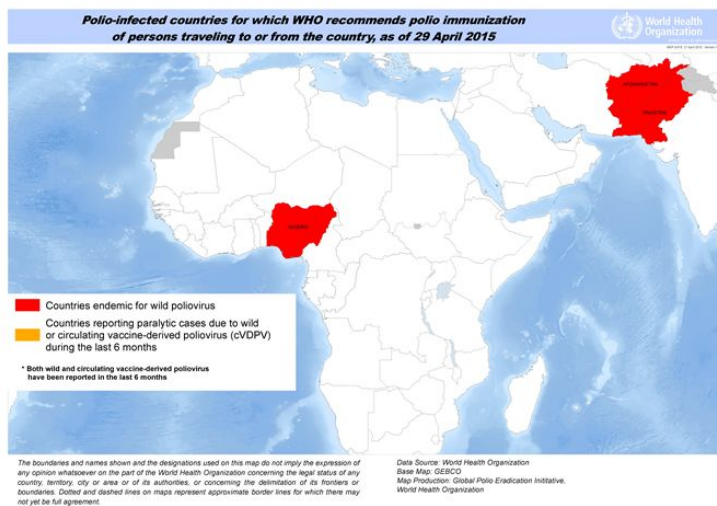 Polio-infected countries for which WHO recommends polio immunization
of persons traveling to or from the country, as of 29 April 2015
World Health
Organization
AFGHANISTAN
PAKISTAN
NIGERIA
Countries endemic for wild poliovirus
Countries reporting paralytic cases due to wild
or circulating vaccine-derived poliovirus (cVDPV)
during the last 6 months
* Both wild and circulating vaccine-derived poliovirus
have been reported in the last 6 months
The boundaries and names shown and the designations used on this map do not imply the expression of
any opinion whatsoever on the part of the World Health Organization concerning the legal status of any
country, territory, city or area or of its authorities, or concerning the delimitation of its frontiers or
boundaries. Dotted and dashed lines on maps represent approximate border lines for which there may
not yet be full agreement.
Data Source: World Health Organization
Base Map: GEBCO
Map Production: Global Polio Eradication Inititative,
World Health Organization